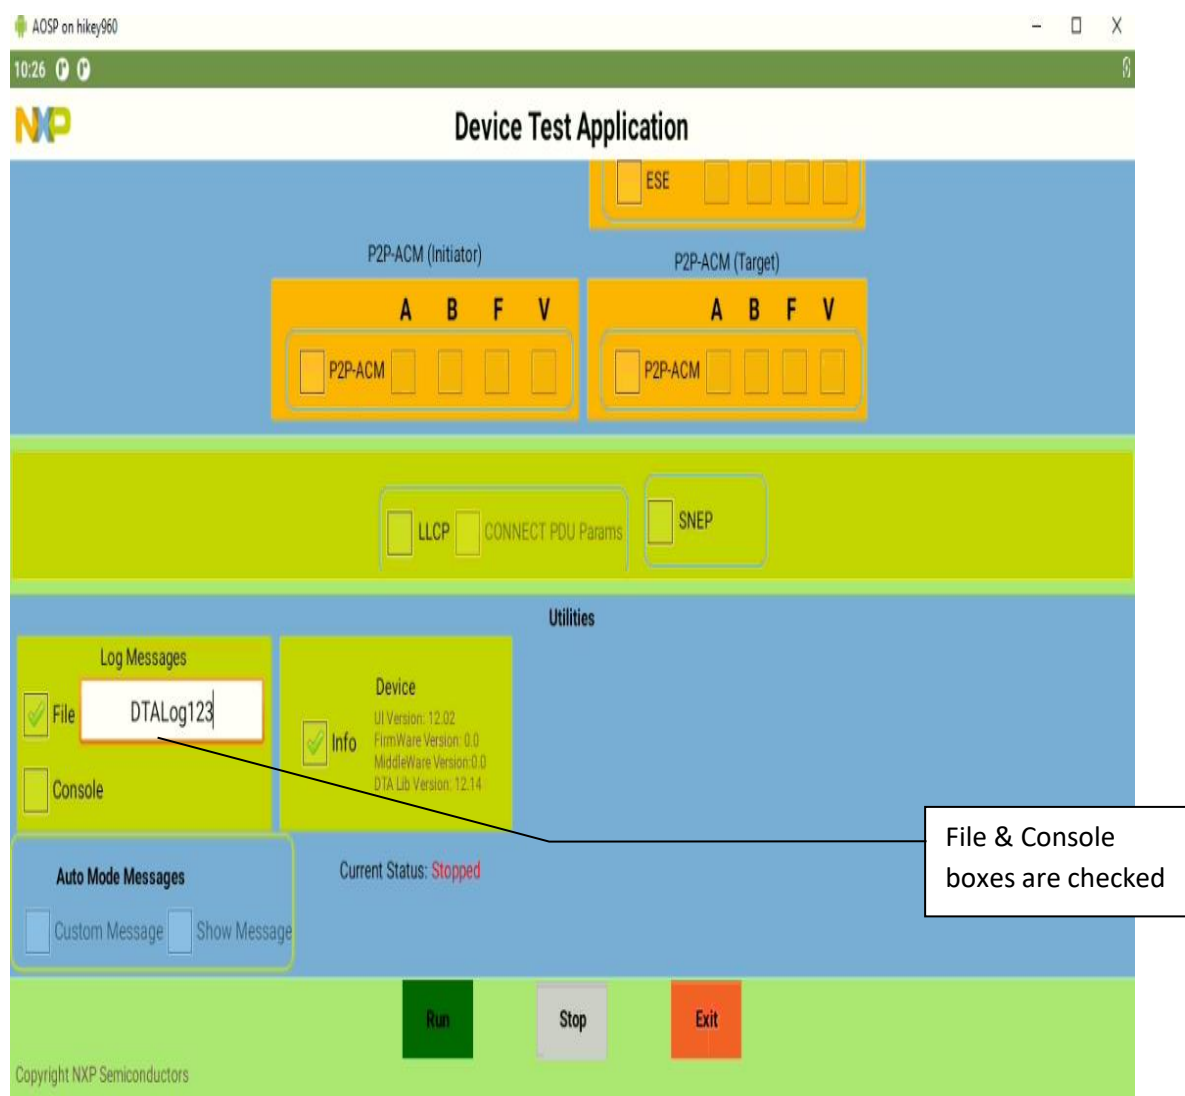 AOSP on hikey960
10:26
NXP
Device Test Application
ESE
P2P-ACM (Initiator)
P2P-ACM (Target)
A B F V
A B F V
P2P-ACM
P2P-ACM
LLCP
CONNECT PDU Params
SNEP
Utilities
Log Messages
File
DTALog123
Console
Device
Info
UI Version: 12.02
FirmWare Version: 0.0
MiddleWare Version:0.0
DTA Lib Version: 12.14
File & Console
boxes are checked
Auto Mode Messages
Custom Message
Show Message
Current Status: Stopped
Run
Stop
Exit
Copyright NXP Semiconductors